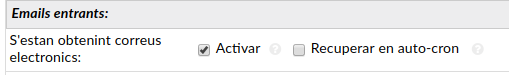 Emails entrants:
S'estan obtenint correus Activar Recuperar en auto-cron
electronics: